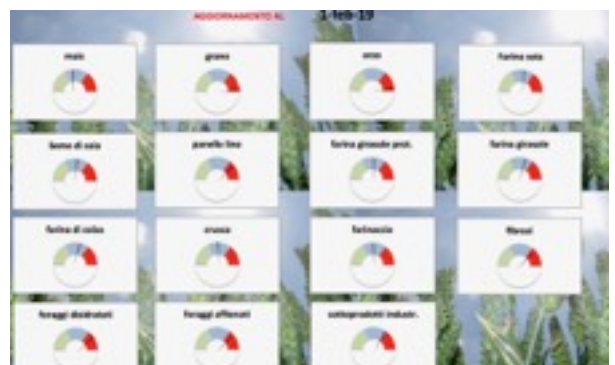 AGGIORNAMENTO AL 1-feb-19
mais grano orzo Farina soia
Seme di soia panello lino farina girasole prot. farina girasole
farina di colza crusca farinaccio fibrosi
foraggi disidratati foraggi affienati sottoprodotti industr.